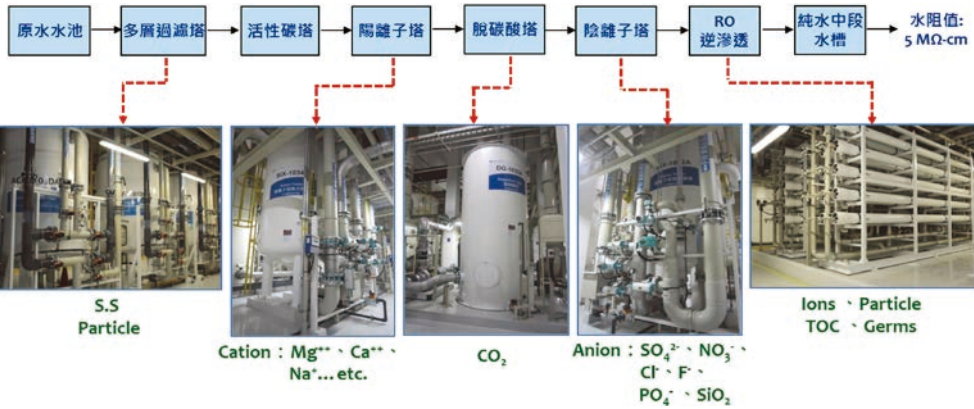 原水水池
多層過濾塔
活性碳塔
陽離子塔
脫碳酸塔
陰離子塔
RO
逆滲透
純水中段
水槽
水阻值:
5 MΩ-cm
S.S
Particle
Cation：Mg⁺⁺、Ca⁺⁺、
Na⁺... etc.
CO₂
Anion：SO₄²⁻、NO₃⁻、
Cl⁻、F⁻、
PO₄⁻、SiO₂
Ions、Particle
TOC、Germs